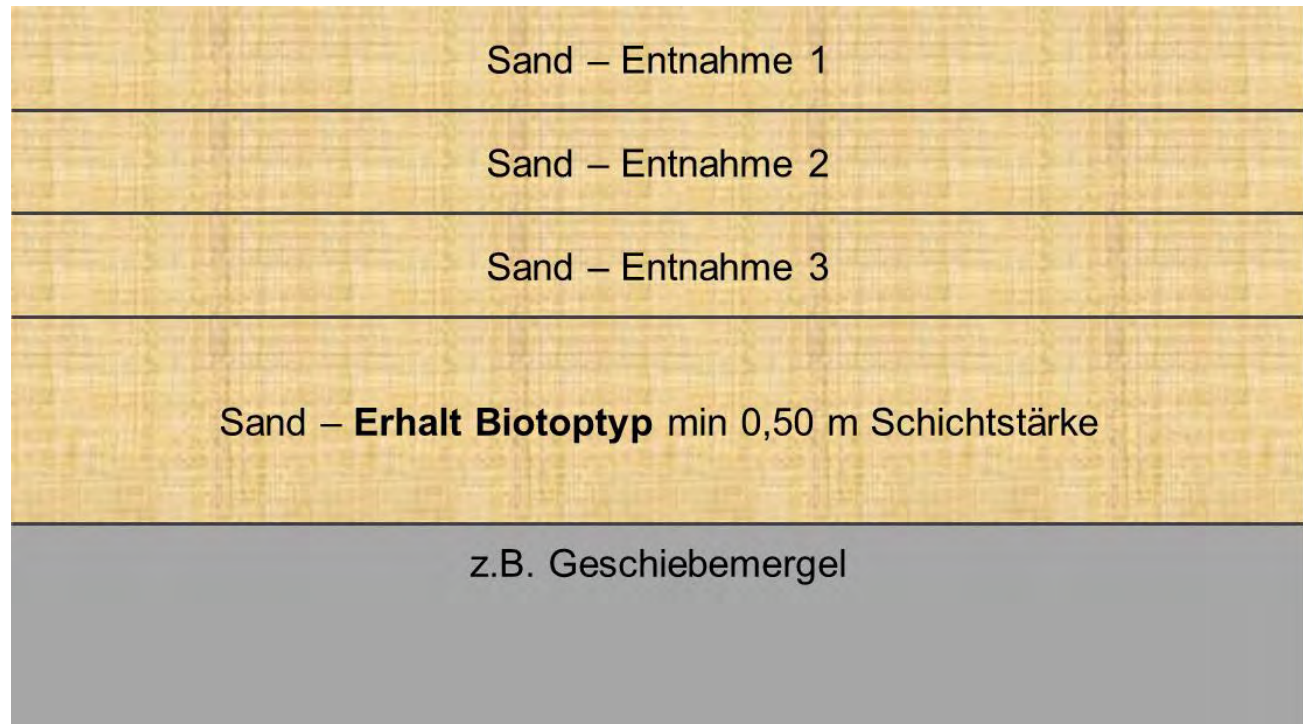 Sand – Entnahme 1
Sand – Entnahme 2
Sand – Entnahme 3
Sand – Erhalt Biotoptyp min 0,50 m Schichtstärke
z.B. Geschiebemergel